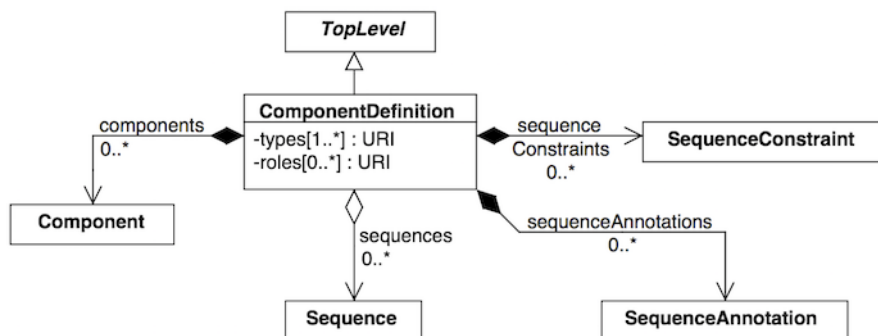 TopLevel
ComponentDefinition
-types[1..*] : URI
-roles[0..*] : URI
components
0..*
sequence
Constraints
0..*
SequenceConstraint
Component
sequences
0..*
sequenceAnnotations
0..*
Sequence
SequenceAnnotation